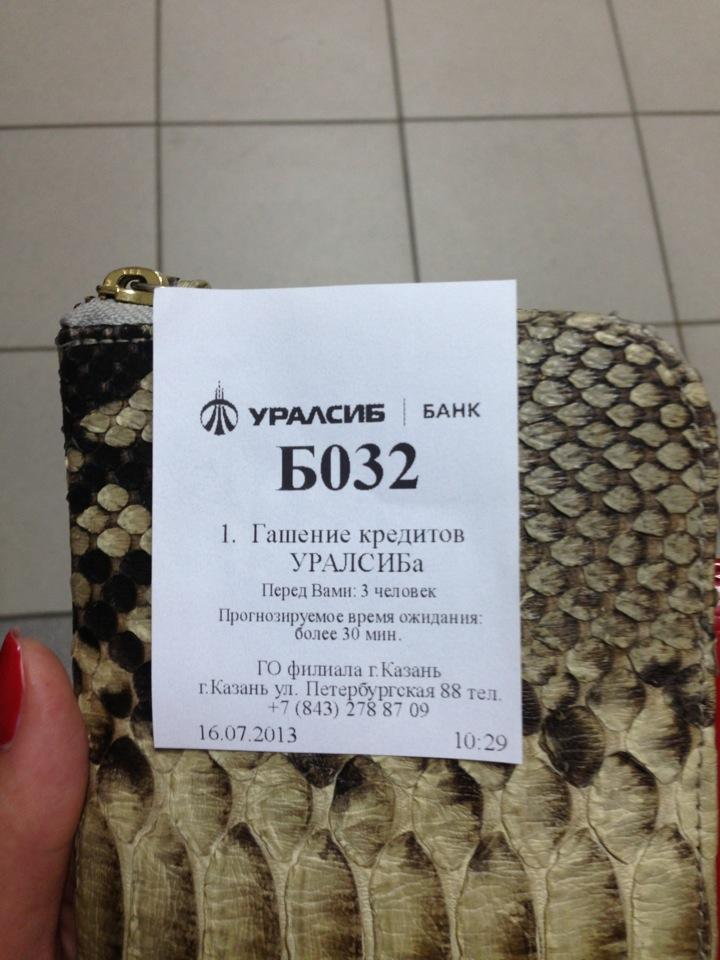 УРАЛСИБ | БАНК
Б032
1. Гашение кредитов
УРАЛСИБа
Перед Вами: 3 человек
Прогнозируемое время ожидания:
более 30 мин.
ГО филиала г.Казань
г.Казань ул. Петербургская 88 тел.
+7 (843) 278 87 09
16.07.2013 10:29